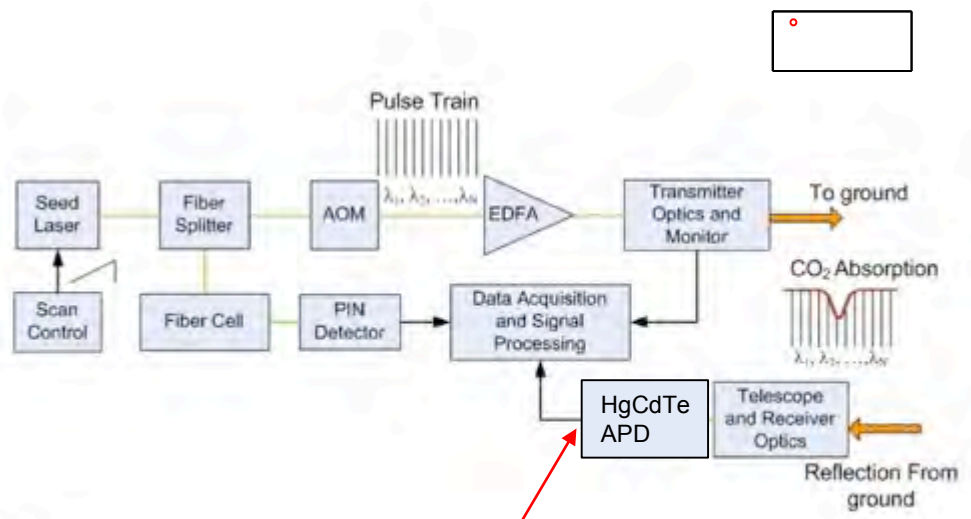 Pulse Train
λ₁, λ₂, ...,λN
Seed
Laser
Fiber
Splitter
AOM
EDFA
Transmitter
Optics and
Monitor
To ground
CO₂ Absorption
λ₁, λ₂, ...,λN
Scan
Control
Fiber Cell
PIN
Detector
Data Acquisition
and Signal
Processing
HgCdTe
APD
Telescope
and Receiver
Optics
Reflection From
ground